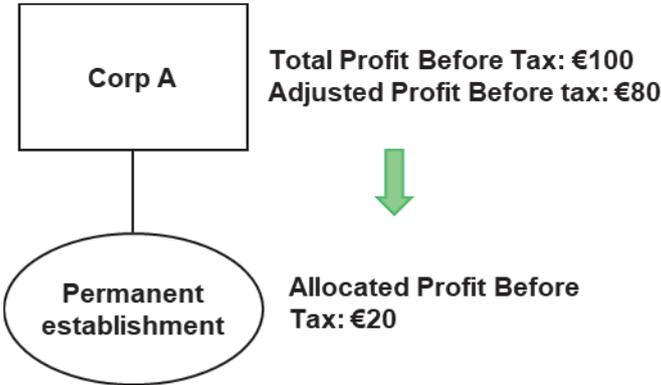 Corp A
Total Profit Before Tax: €100
Adjusted Profit Before tax: €80
Permanent
establishment
Allocated Profit Before
Tax: €20